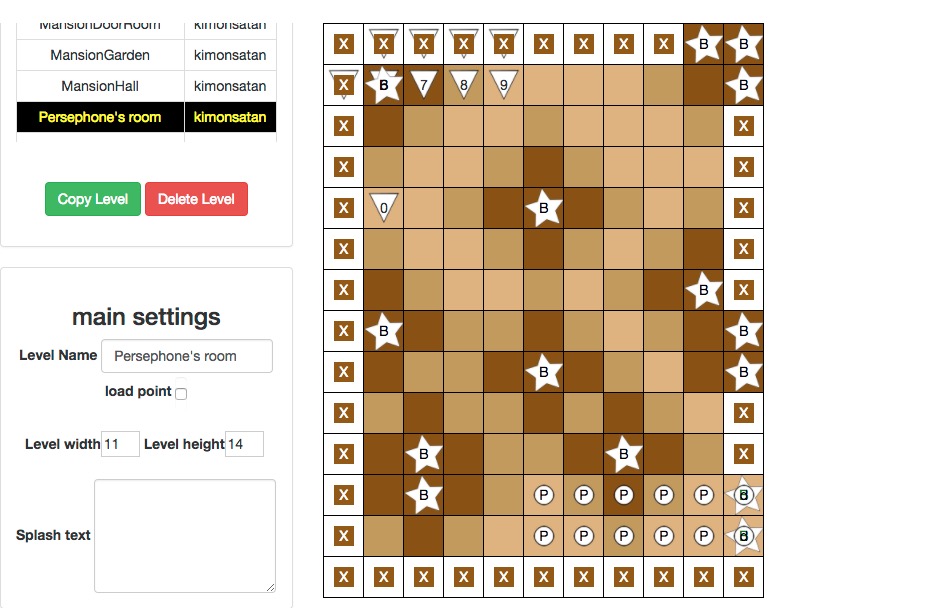 MansionDoorRoom kimonsatan
MansionGarden kimonsatan
MansionHall kimonsatan
Persephone's room kimonsatan
Copy Level Delete Level
main settings
Level Name Persephone's room
load point
Level width 11 Level height 14
Splash text
X X X X X X X X X B B
X B 7 8 9 B
X X
X X
X 0 B X
X X
X B X
X B B
X B B
X X
X B B X
X B P P P P P
X P P P P P
X X X X X X X X X X X